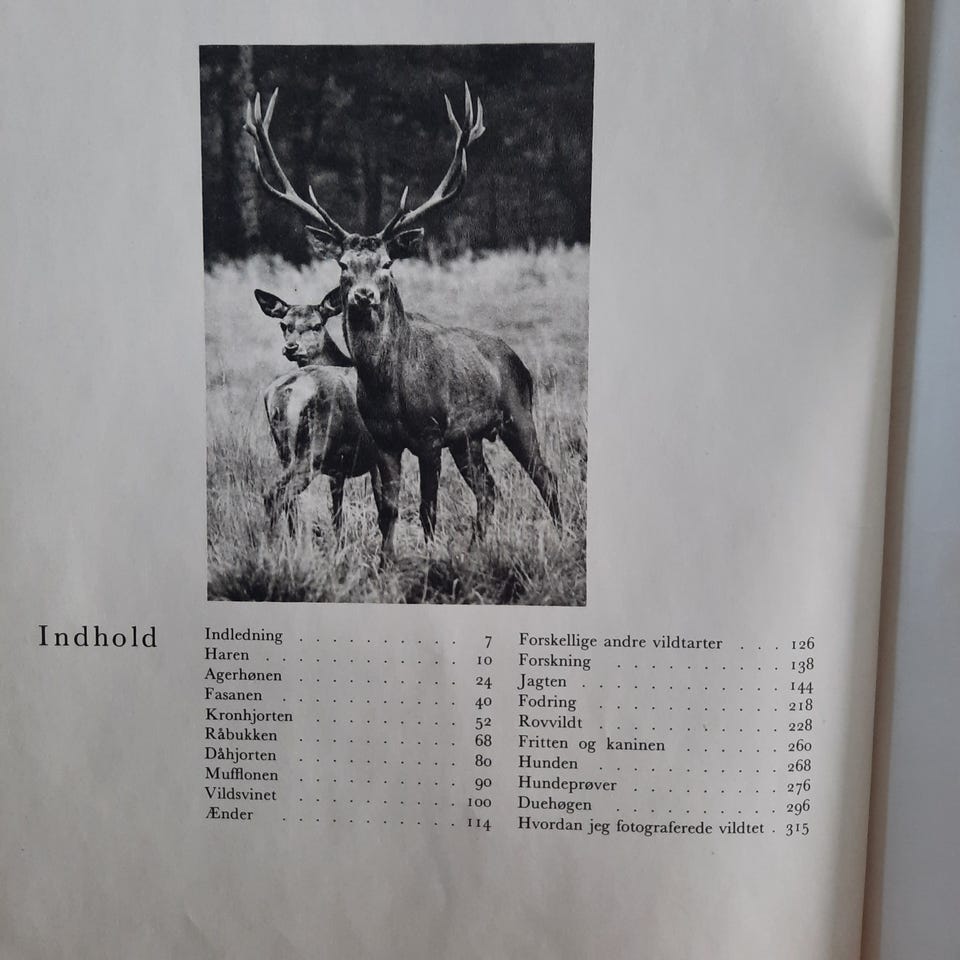 Indhold
Indledning . . . . . . . . . . 7
Haren . . . . . . . . . . . 10
Agerhønen . . . . . . . . . . 24
Fasanen . . . . . . . . . . . 40
Kronhjorten . . . . . . . . . 52
Råbukken . . . . . . . . . . 68
Dåhjorten . . . . . . . . . . 80
Mufflonen . . . . . . . . . . 90
Vildsvinet . . . . . . . . . . 100
Ænder . . . . . . . . . . . 114
Forskellige andre vildtarter . . . 126
Forskning . . . . . . . . . 138
Jagten . . . . . . . . . . . 144
Fodring . . . . . . . . . . 218
Rovvildt . . . . . . . . . . 228
Fritten og kaninen . . . . . . 260
Hunden . . . . . . . . . . 268
Hundeprøver . . . . . . . . 276
Duehøgen . . . . . . . . . 296
Hvordan jeg fotograferede vildtet . 315